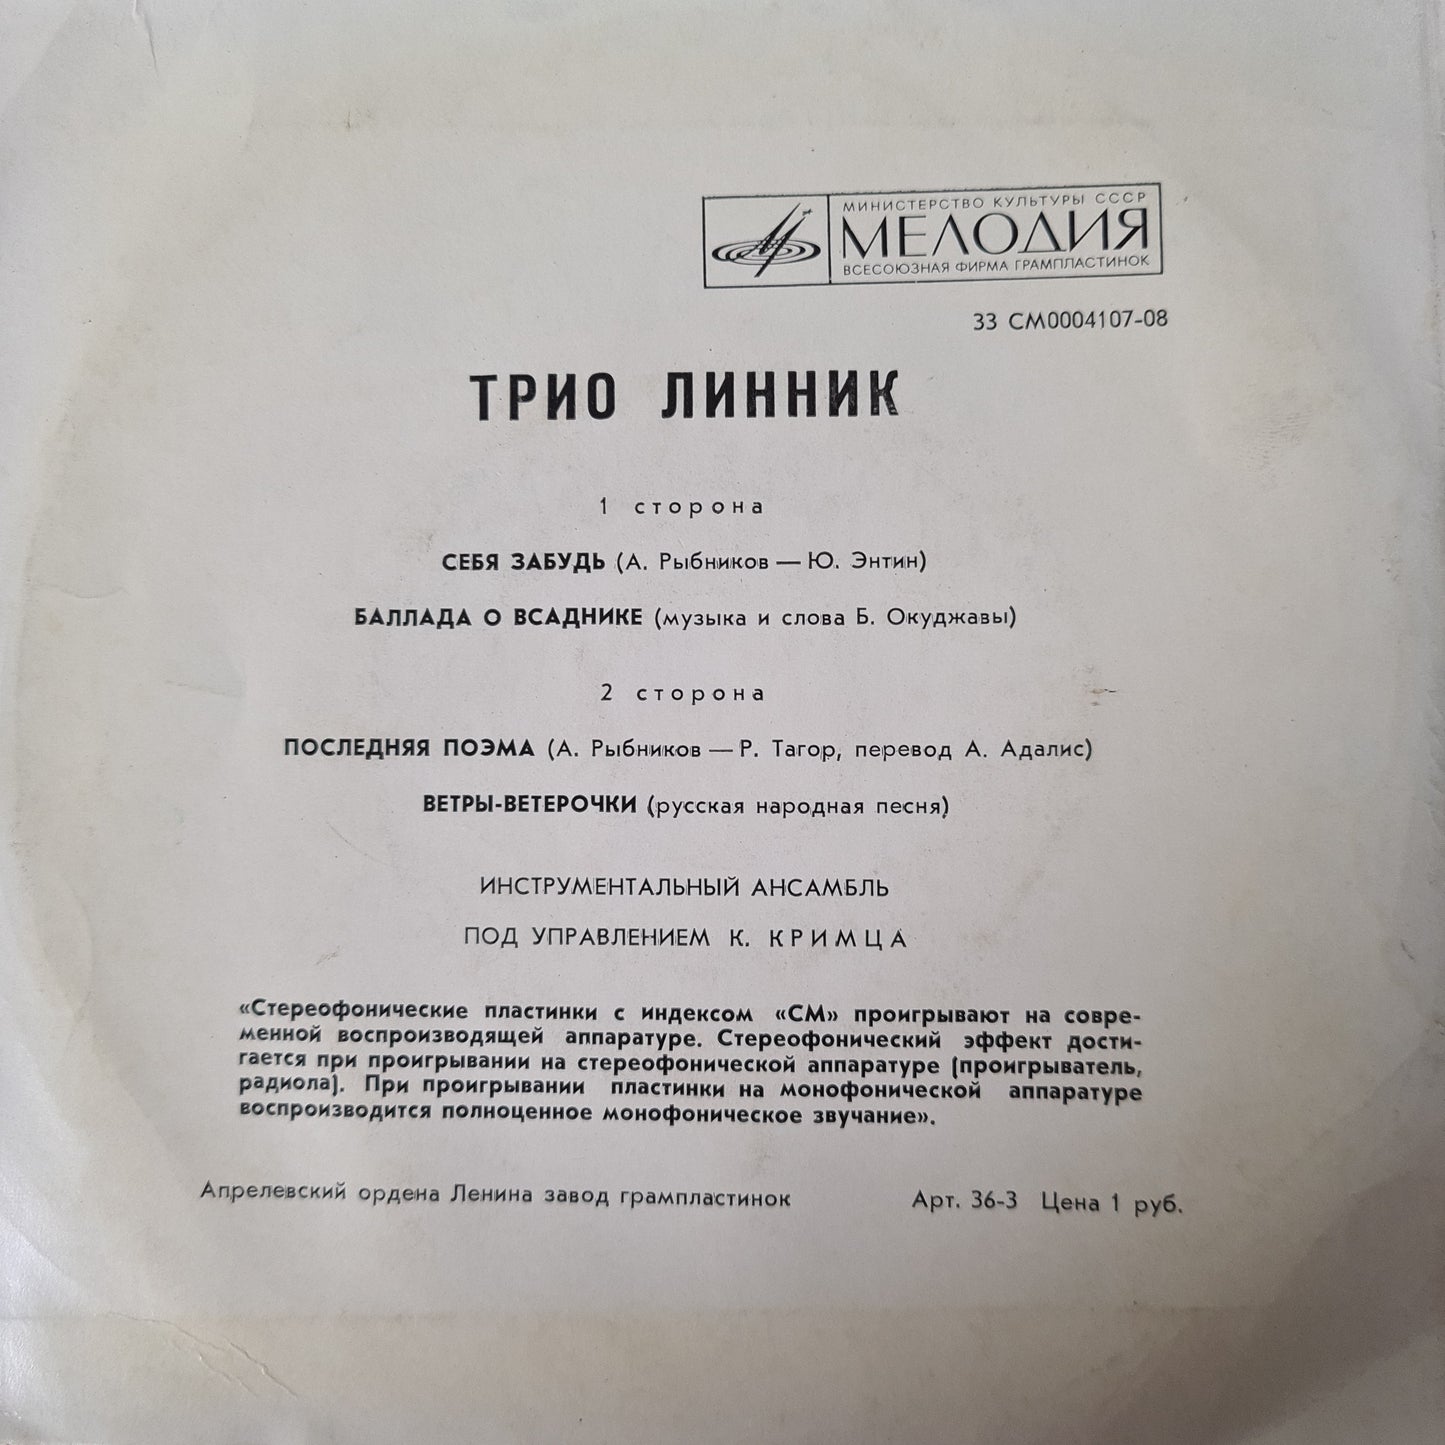 МИНИСТЕРСТВО КУЛЬТУРЫ СССР
МЕЛОДИЯ
ВСЕСОЮЗНАЯ ФИРМА ГРАМПЛАСТИНОК
33 СМ0004107-08
ТРИО ЛИННИК
1 сторона
СЕБЯ ЗАБУДЬ (А. Рыбников — Ю. Энтин)
БАЛЛАДА О ВСАДНИКЕ (музыка и слова Б. Окуджавы)
2 сторона
ПОСЛЕДНЯЯ ПОЭМА (А. Рыбников — Р. Тагор, перевод А. Адалис)
ВЕТРЫ-ВЕТЕРОЧКИ (русская народная песня)
ИНСТРУМЕНТАЛЬНЫЙ АНСАМБЛЬ
ПОД УПРАВЛЕНИЕМ К. КРИМЦА
«Стереофонические пластинки с индексом «СМ» проигрывают на совре-
менной воспроизводящей аппаратуре. Стереофонический эффект дости-
гается при проигрывании на стереофонической аппаратуре (проигрыватель,
радиола). При проигрывании пластинки на монофонической аппаратуре
воспроизводится полноценное монофоническое звучание».
Апрелевский ордена Ленина завод грампластинок Арт. 36-3 Цена 1 руб.